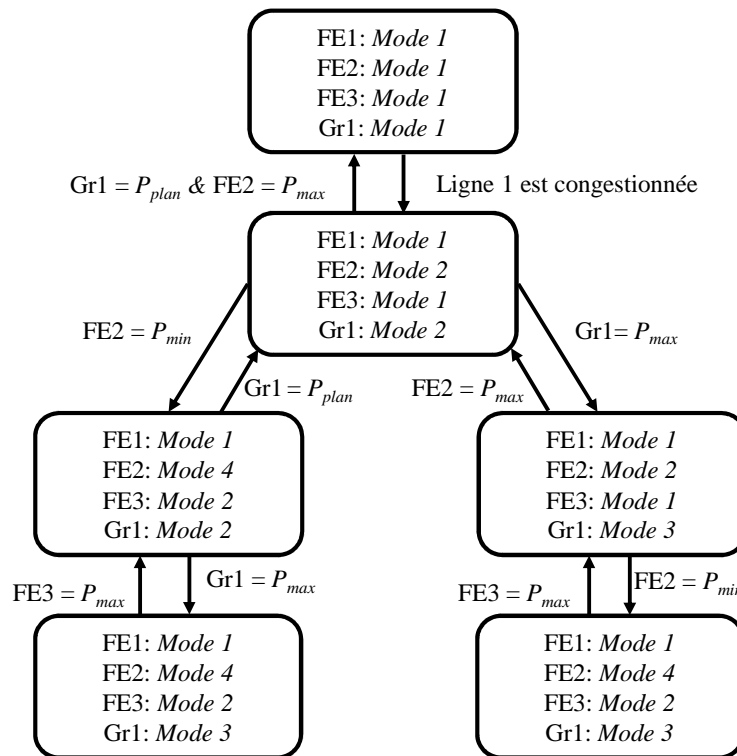 FE1: Mode 1
FE2: Mode 1
FE3: Mode 1
Gr1: Mode 1
Gr1 = Pplan & FE2 = Pmax
Ligne 1 est congestionnée
FE1: Mode 1
FE2: Mode 2
FE3: Mode 1
Gr1: Mode 2
FE2 = Pmin
Gr1= Pmax
Gr1 = Pplan
FE2 = Pmax
FE1: Mode 1
FE2: Mode 4
FE3: Mode 2
Gr1: Mode 2
FE1: Mode 1
FE2: Mode 2
FE3: Mode 1
Gr1: Mode 3
FE3 = Pmax
Gr1 = Pmax
FE3 = Pmax
FE2 = Pmin
FE1: Mode 1
FE2: Mode 4
FE3: Mode 2
Gr1: Mode 3
FE1: Mode 1
FE2: Mode 4
FE3: Mode 2
Gr1: Mode 3